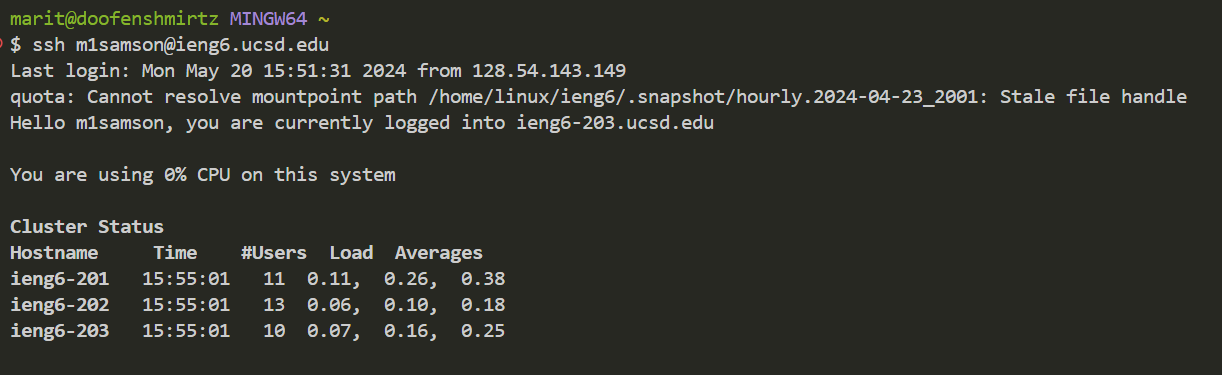 marit@doofenshmirtz MINGW64 ~
$ ssh m1samson@ieng6.ucsd.edu
Last login: Mon May 20 15:51:31 2024 from 128.54.143.149
quota: Cannot resolve mountpoint path /home/linux/ieng6/.snapshot/hourly.2024-04-23_2001: Stale file handle
Hello m1samson, you are currently logged into ieng6-203.ucsd.edu
You are using 0% CPU on this system
Cluster Status
Hostname     Time    #Users  Load  Averages
ieng6-201   15:55:01   11  0.11,  0.26,  0.38
ieng6-202   15:55:01   13  0.06,  0.10,  0.18
ieng6-203   15:55:01   10  0.07,  0.16,  0.25